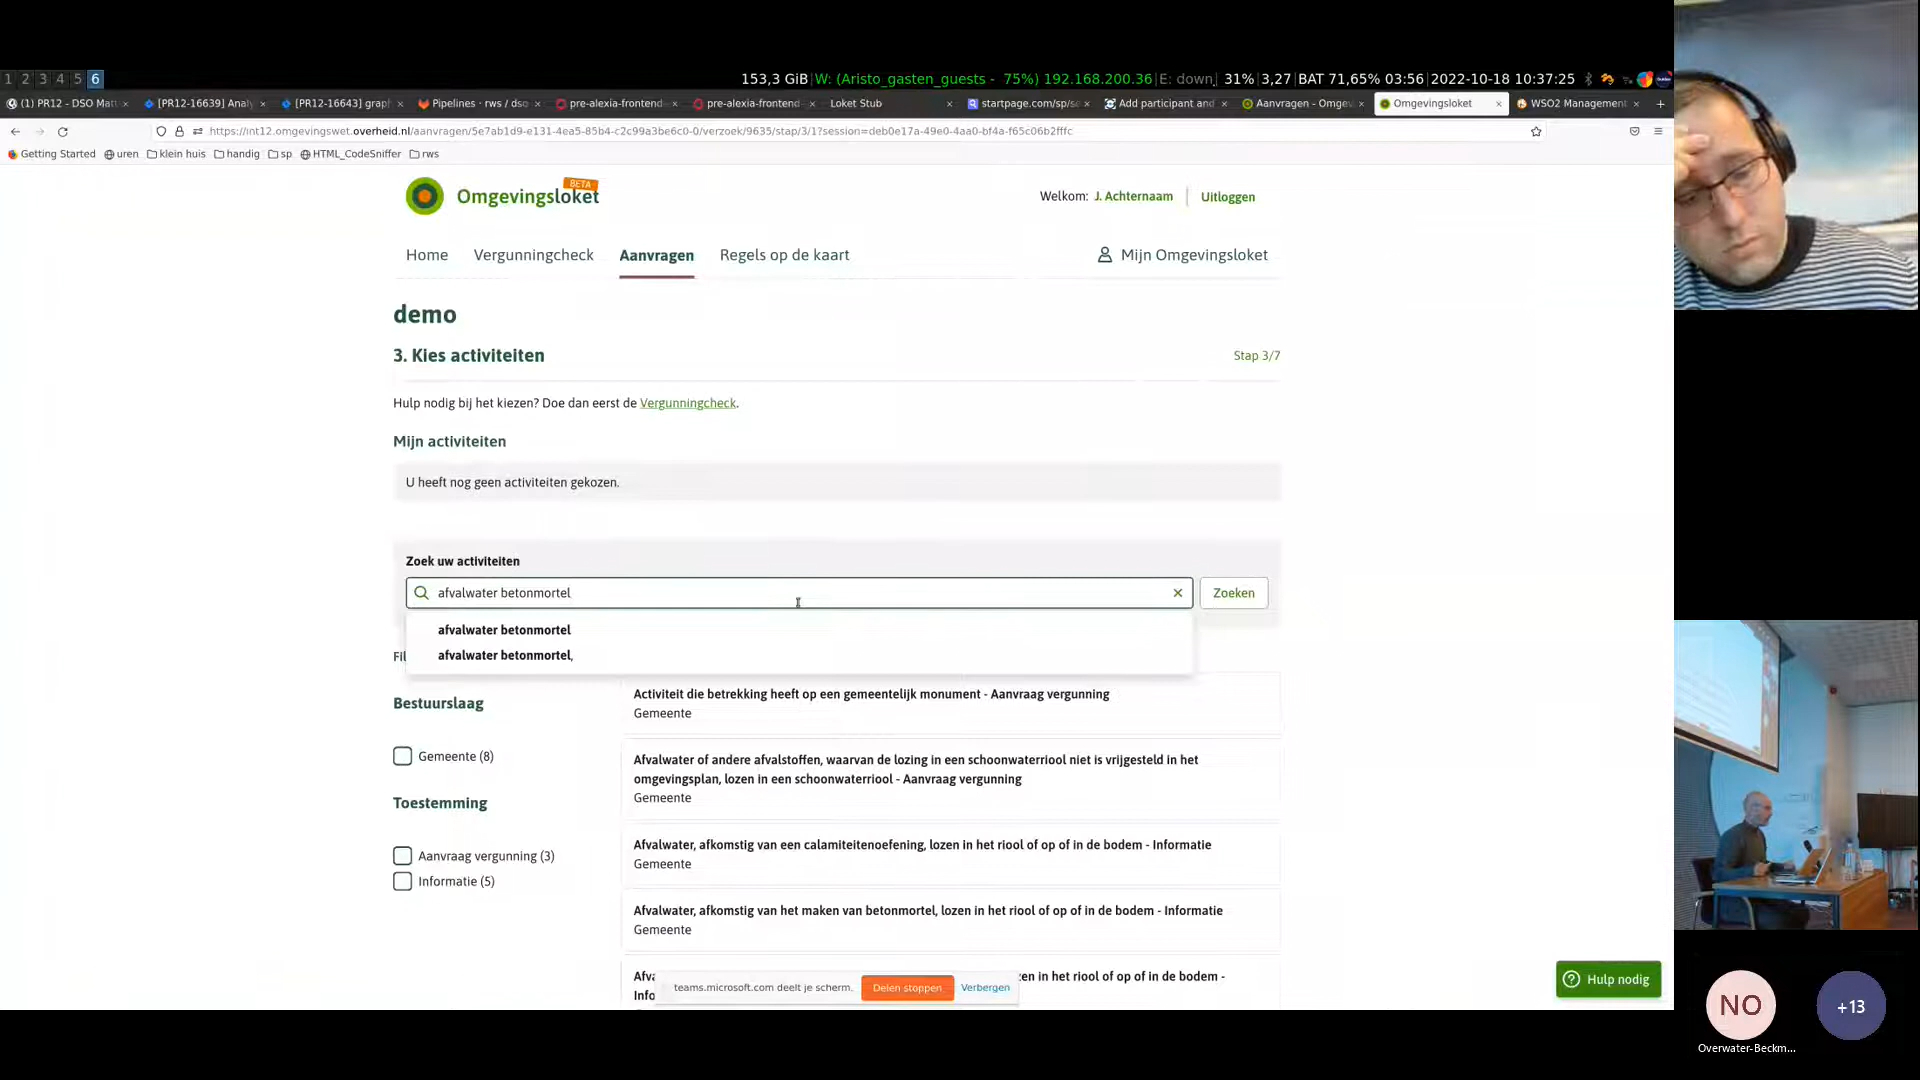 1 2 3 4 5 6
153,3 GiB|W: (Aristo_gasten_guests - 75%) 192.168.200.36|E: down| 31%|3,27|BAT 71,65% 03:56|2022-10-18 10:37:25
(1) PR12 - DSO Mat × [PR12-16639] Anal × [PR12-16643] grap × Pipelines · rws / dso × pre-alexia-frontend × pre-alexia-frontend × Loket Stub × startpage.com/sp/se × Add participant and × Aanvragen - Omge × Omgevingsloket × WSO2 Management × +
https://int12.omgevingswet.overheid.nl/aanvragen/5e7ab1d9-e131-4ea5-85b4-c2c99a3be6c0-0/verzoek/9635/stap/3/1?session=deb0e17a-49e0-4aa0-bf4a-f65c06b2fffc
Getting Started uren klein huis handig sp HTML_CodeSniffer rws
BETA
Omgevingsloket
Welkom: J. Achternaam Uitloggen
Home Vergunningcheck Aanvragen Regels op de kaart Mijn Omgevingsloket
demo
3. Kies activiteiten Stap 3/7
Hulp nodig bij het kiezen? Doe dan eerst de Vergunningcheck.
Mijn activiteiten
U heeft nog geen activiteiten gekozen.
Zoek uw activiteiten
afvalwater betonmortel × Zoeken
afvalwater betonmortel
afvalwater betonmortel,
Fil
Bestuurslaag
Gemeente (8)
Toestemming
Aanvraag vergunning (3)
Informatie (5)
Activiteit die betrekking heeft op een gemeentelijk monument - Aanvraag vergunning
Gemeente
Afvalwater of andere afvalstoffen, waarvan de lozing in een schoonwaterriool niet is vrijgesteld in het
omgevingsplan, lozen in een schoonwaterriool - Aanvraag vergunning
Gemeente
Afvalwater, afkomstig van een calamiteitenoefening, lozen in het riool of op of in de bodem - Informatie
Gemeente
Afvalwater, afkomstig van het maken van betonmortel, lozen in het riool of op of in de bodem - Informatie
Gemeente
Afva zen in het riool of op of in de bodem -
Info
teams.microsoft.com deelt je scherm. Delen stoppen Verbergen
Hulp nodig
NO +13
Overwater-Beckm...